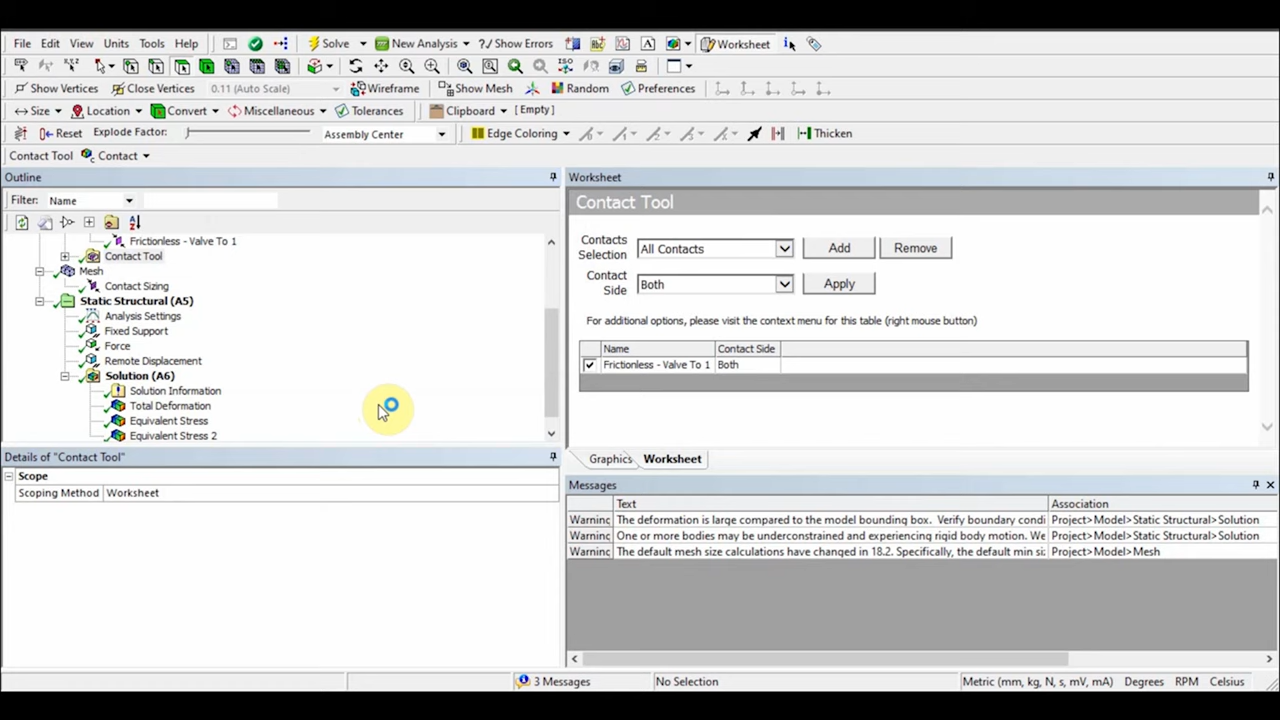 File Edit View Units Tools Help Solve New Analysis ?/ Show Errors Worksheet
Show Vertices Close Vertices 0.11 (Auto Scale) Wireframe Show Mesh Random Preferences
Size Location Convert Miscellaneous Tolerances Clipboard [ Empty ]
Reset Explode Factor: Assembly Center Edge Coloring Thicken
Contact Tool Contact
Outline
Filter: Name
Frictionless - Valve To 1
Contact Tool
Mesh
Contact Sizing
Static Structural (A5)
Analysis Settings
Fixed Support
Force
Remote Displacement
Solution (A6)
Solution Information
Total Deformation
Equivalent Stress
Equivalent Stress 2
Details of "Contact Tool"
Scope
Scoping Method Worksheet
Worksheet
Contact Tool
Contacts Selection All Contacts Add Remove
Contact Side Both Apply
For additional options, please visit the context menu for this table (right mouse button)
Name Contact Side
Frictionless - Valve To 1 Both
Graphics Worksheet
Messages
Text Association
Warning The deformation is large compared to the model bounding box. Verify boundary condi Project>Model>Static Structural>Solution
Warning One or more bodies may be underconstrained and experiencing rigid body motion. We Project>Model>Static Structural>Solution
Warning The default mesh size calculations have changed in 18.2. Specifically, the default min si Project>Model>Mesh
3 Messages No Selection Metric (mm, kg, N, s, mV, mA) Degrees RPM Celsius